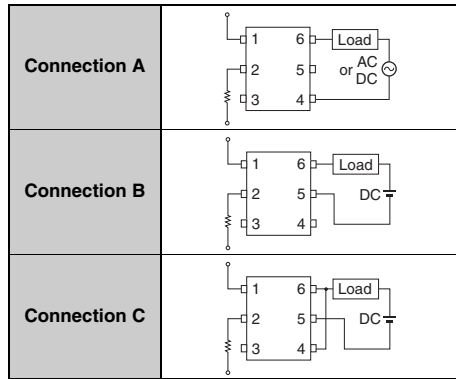 Connection A
1 6 Load
2 5 or AC
DC
3 4
Connection B
1 6 Load
2 5 DC
3 4
Connection C
1 6 Load
2 5 DC
3 4